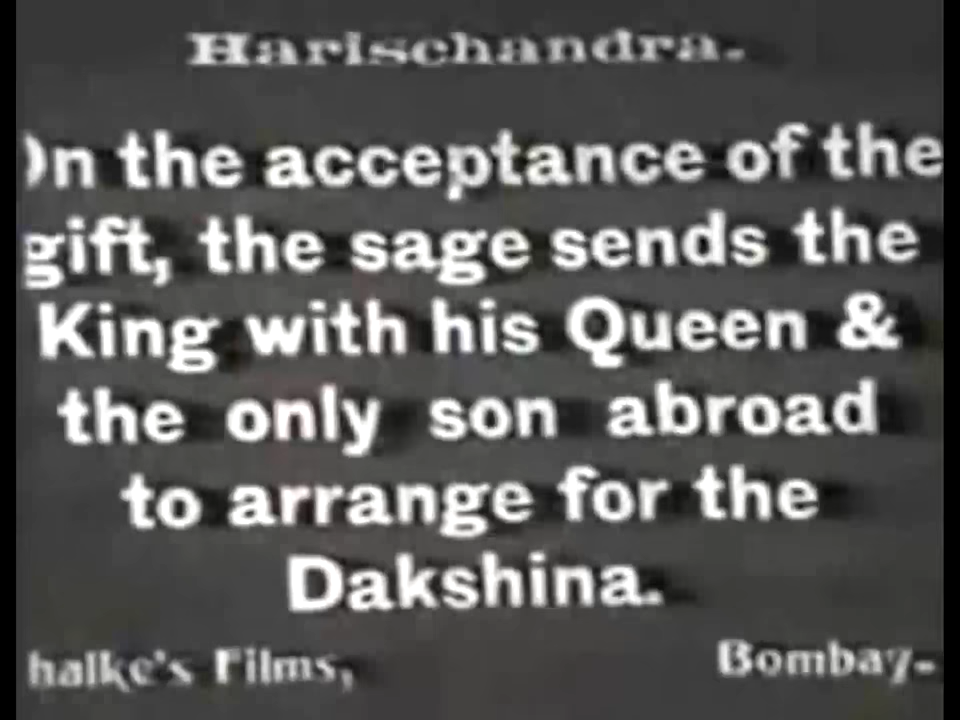 Harischandra.
On the acceptance of the
gift, the sage sends the
King with his Queen &
the only son abroad
to arrange for the
Dakshina.
halke's Films,
Bombay.